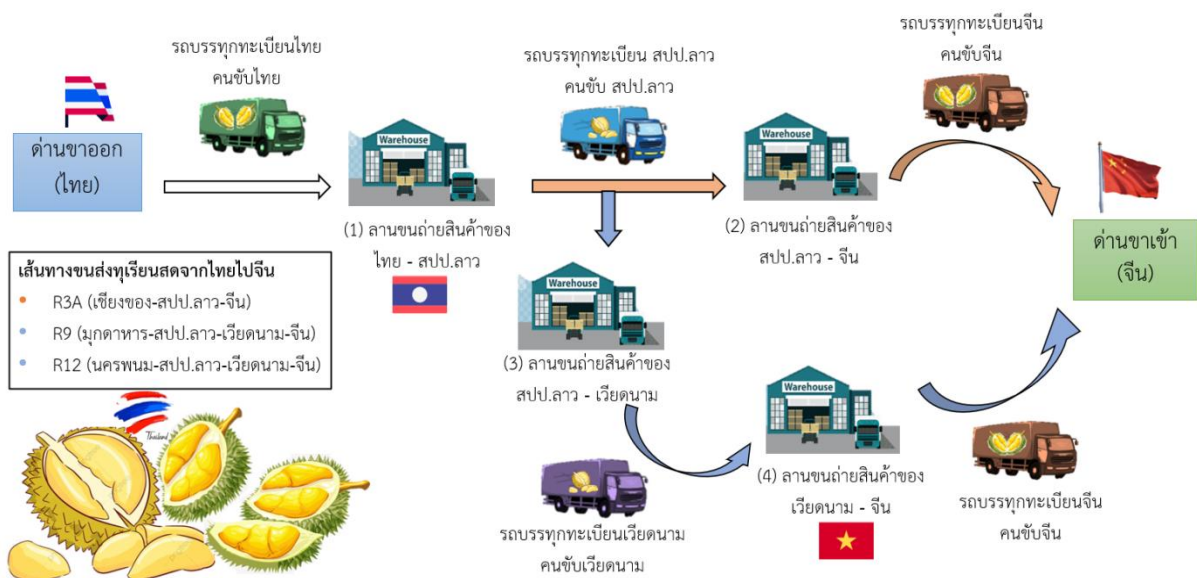 รถบรรทุกทะเบียนไทย
คนขับไทย
รถบรรทุกทะเบียน สปป.ลาว
คนขับ สปป.ลาว
รถบรรทุกทะเบียนจีน
คนขับจีน
ด่านขาออก
(ไทย)
Warehouse
(1) ลานขนถ่ายสินค้าของ
ไทย - สปป.ลาว
Warehouse
(2) ลานขนถ่ายสินค้าของ
สปป.ลาว - จีน
ด่านขาเข้า
(จีน)
เส้นทางขนส่งทุเรียนสดจากไทยไปจีน
• R3A (เชียงของ-สปป.ลาว-จีน)
• R9 (มุกดาหาร-สปป.ลาว-เวียดนาม-จีน)
• R12 (นครพนม-สปป.ลาว-เวียดนาม-จีน)
Warehouse
(3) ลานขนถ่ายสินค้าของ
สปป.ลาว - เวียดนาม
Warehouse
(4) ลานขนถ่ายสินค้าของ
เวียดนาม - จีน
รถบรรทุกทะเบียนเวียดนาม
คนขับเวียดนาม
รถบรรทุกทะเบียนจีน
คนขับจีน
Thailand